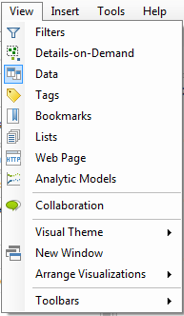 View Insert Tools Help
Filters
Details-on-Demand
Data
Tags
Bookmarks
Lists
HTTP Web Page
Analytic Models
Collaboration
Visual Theme
New Window
Arrange Visualizations
Toolbars